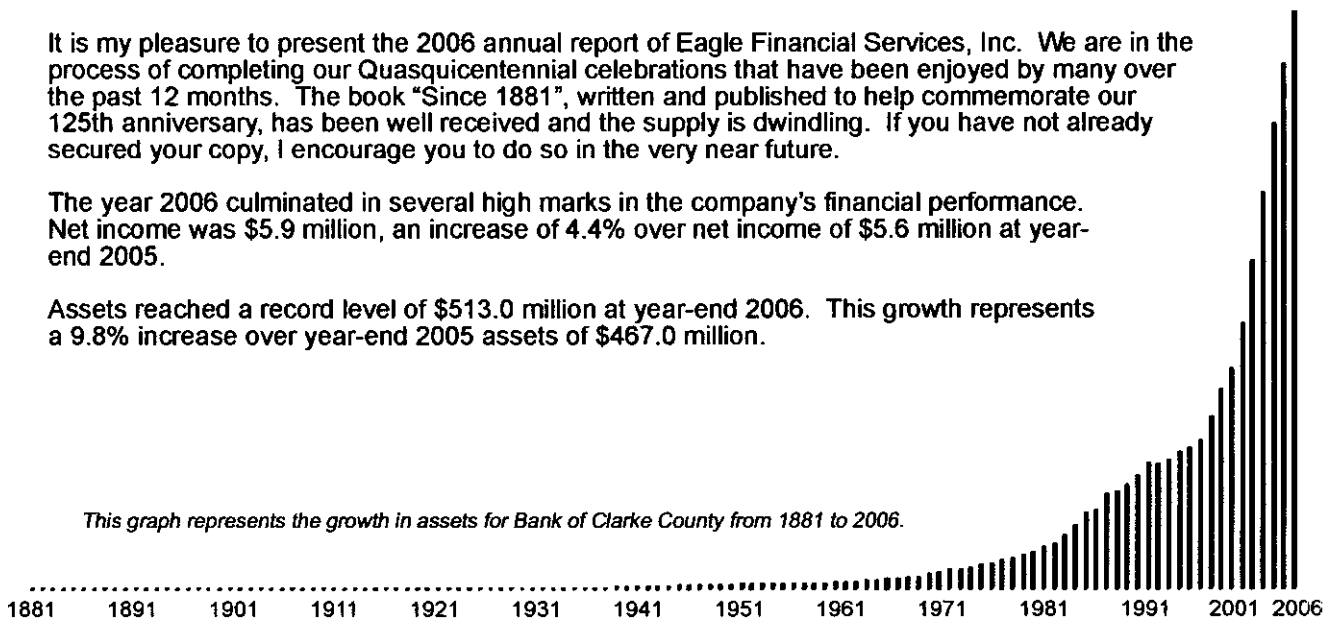 It is my pleasure to present the 2006 annual report of Eagle Financial Services, Inc. We are in the
process of completing our Quasquicentennial celebrations that have been enjoyed by many over
the past 12 months. The book “Since 1881”, written and published to help commemorate our
125th anniversary, has been well received and the supply is dwindling. If you have not already
secured your copy, I encourage you to do so in the very near future.
The year 2006 culminated in several high marks in the company’s financial performance.
Net income was $5.9 million, an increase of 4.4% over net income of $5.6 million at year-
end 2005.
Assets reached a record level of $513.0 million at year-end 2006. This growth represents
a 9.8% increase over year-end 2005 assets of $467.0 million.
This graph represents the growth in assets for Bank of Clarke County from 1881 to 2006.
1881 1891 1901 1911 1921 1931 1941 1951 1961 1971 1981 1991 2001 2006